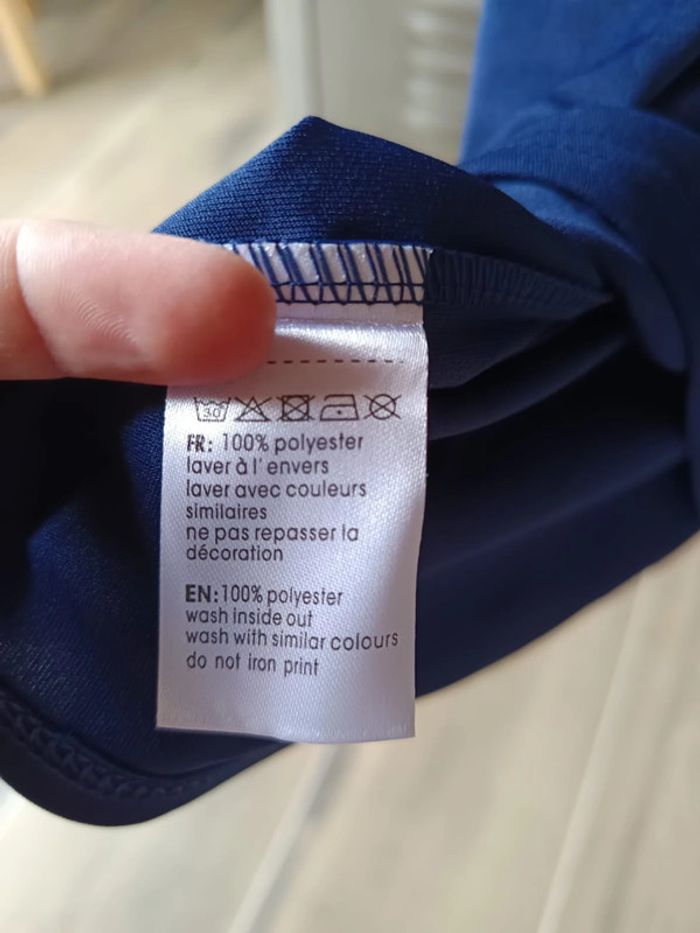 30
FR: 100% polyester
laver à l'envers
laver avec couleurs
similaires
ne pas repasser la
décoration
EN:100% polyester
wash inside out
wash with similar colours
do not iron print